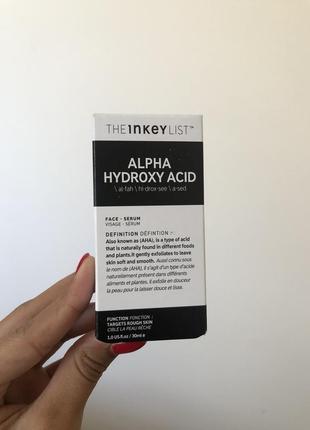 THE INKEY LIST™
ALPHA
HYDROXY ACID
\ al·fah \ hī·drox·see \ a·sed
FACE - SERUM
VISAGE - SÉRUM
DEFINITION DÉFINITION :-
Also known as (AHA), is a type of acid
that is naturally found in different foods
and plants. It gently exfoliates to leave
skin soft and smooth. Aussi connu sous
le nom de (AHA), Il s'agit d'un type d'acide
naturellement présent dans différents
aliments et plantes. Il exfolie en douceur
la peau pour la laisser douce et lisse.
FUNCTION FONCTION :
TARGETS ROUGH SKIN
CIBLE LA PEAU RÊCHE
1.0 US fl oz / 30ml e